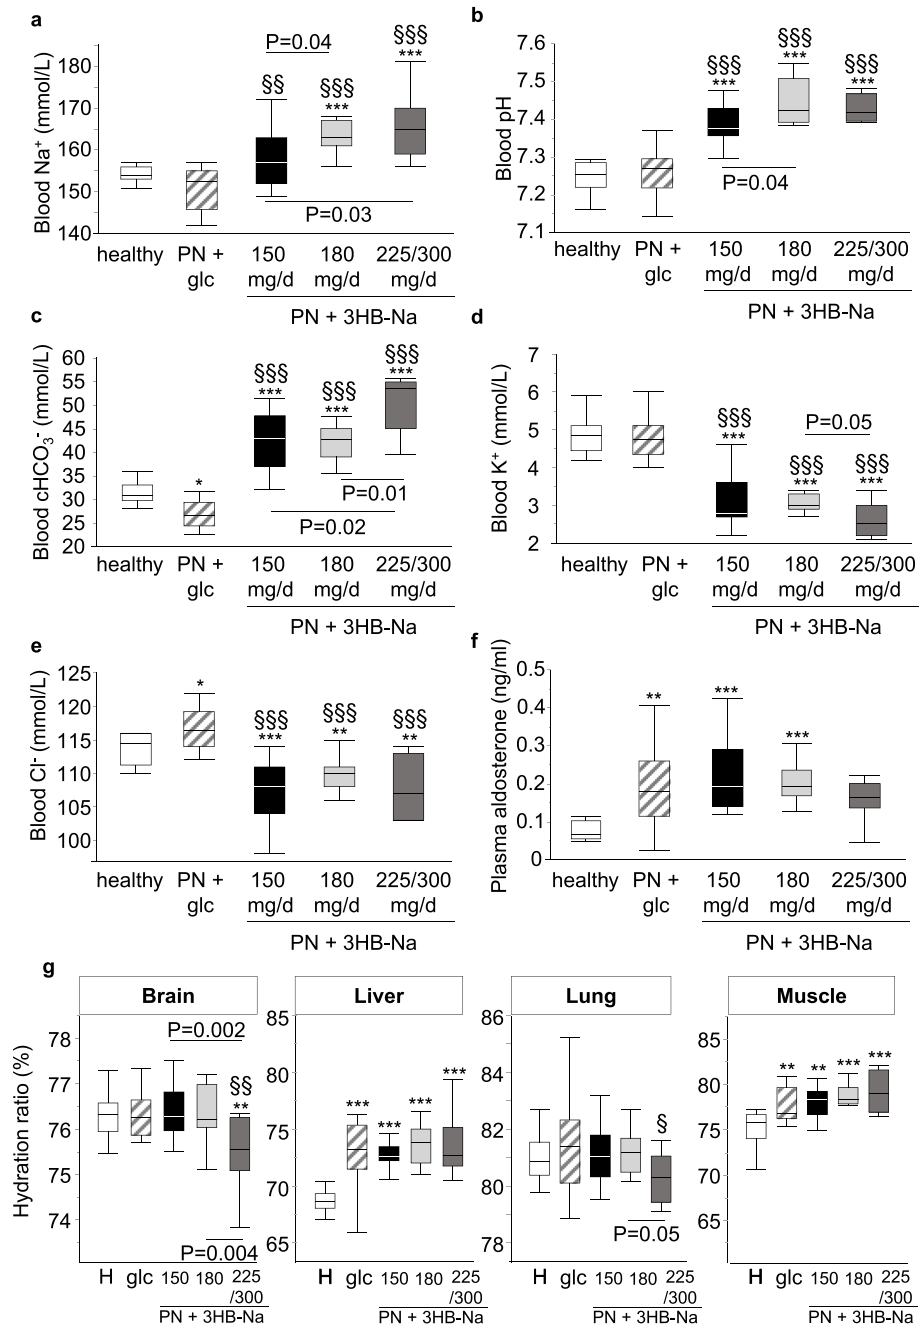 a
Blood Na⁺ (mmol/L)
180
170
160
150
140
P=0.04
§§
§§§
***
§§§
***
P=0.03
healthy
PN + glc
150 mg/d
180 mg/d
225/300 mg/d
PN + 3HB-Na
b
Blood pH
7.6
7.5
7.4
7.3
7.2
7.1
§§§
***
§§§
***
§§§
***
P=0.04
healthy
PN + glc
150 mg/d
180 mg/d
225/300 mg/d
PN + 3HB-Na
c
Blood cHCO₃⁻ (mmol/L)
60
55
50
45
40
35
30
25
20
*
§§§
***
§§§
***
§§§
***
P=0.01
P=0.02
healthy
PN + glc
150 mg/d
180 mg/d
225/300 mg/d
PN + 3HB-Na
d
Blood K⁺ (mmol/L)
7
6
5
4
3
2
§§§
***
P=0.05
§§§
***
§§§
***
healthy
PN + glc
150 mg/d
180 mg/d
225/300 mg/d
PN + 3HB-Na
e
Blood Cl⁻ (mmol/L)
125
120
115
110
105
100
*
§§§
***
§§§
**
§§§
**
healthy
PN + glc
150 mg/d
180 mg/d
225/300 mg/d
PN + 3HB-Na
f
Plasma aldosterone (ng/ml)
0.5
0.4
0.3
0.2
0.1
0
**
***
***
healthy
PN + glc
150 mg/d
180 mg/d
225/300 mg/d
PN + 3HB-Na
g
Hydration ratio (%)
Brain
78
77
76
75
74
P=0.002
§§
**
P=0.004
H
glc
150
180
225 /300
PN + 3HB-Na
Liver
85
80
75
70
65
***
***
***
***
H
glc
150
180
225 /300
PN + 3HB-Na
Lung
86
84
82
80
78
§
P=0.05
H
glc
150
180
225 /300
PN + 3HB-Na
Muscle
85
80
75
70
65
**
**
***
***
H
glc
150
180
225 /300
PN + 3HB-Na